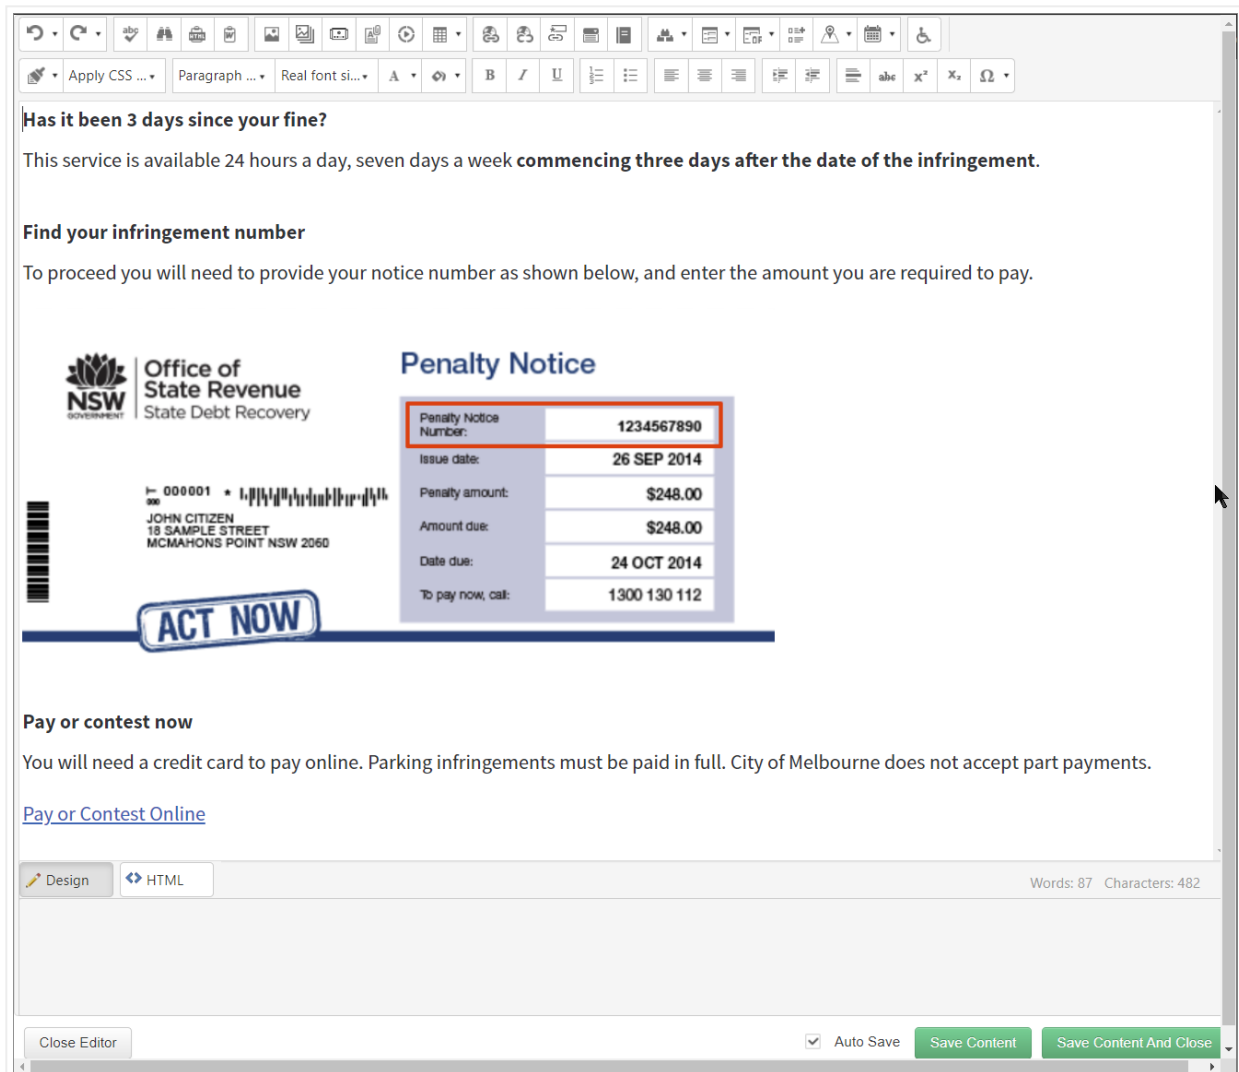 Apply CSS ...
Paragraph ...
Real font si...
A
B
I
U
abc
x²
X₂
Ω
Has it been 3 days since your fine?
This service is available 24 hours a day, seven days a week commencing three days after the date of the infringement.
Find your infringement number
To proceed you will need to provide your notice number as shown below, and enter the amount you are required to pay.
NSW
GOVERNMENT
Office of
State Revenue
State Debt Recovery
Penalty Notice
Penalty Notice
Number:
1234567890
Issue date: 26 SEP 2014
Penalty amount: $248.00
Amount due: $248.00
Date due: 24 OCT 2014
To pay now, call: 1300 130 112
000001 *
000
JOHN CITIZEN
18 SAMPLE STREET
MCMAHONS POINT NSW 2060
ACT NOW
Pay or contest now
You will need a credit card to pay online. Parking infringements must be paid in full. City of Melbourne does not accept part payments.
Pay or Contest Online
Design
HTML
Words: 87 Characters: 482
Close Editor
Auto Save
Save Content
Save Content And Close